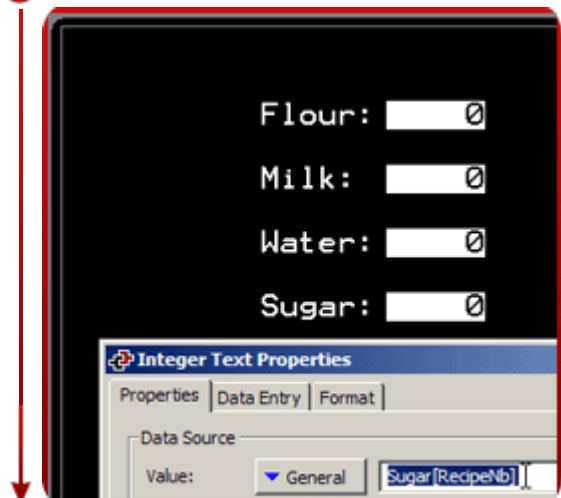 Flour: 0
Milk: 0
Water: 0
Sugar: 0
Integer Text Properties
Properties Data Entry Format
Data Source
Value: General Sugar[RecipeNb]